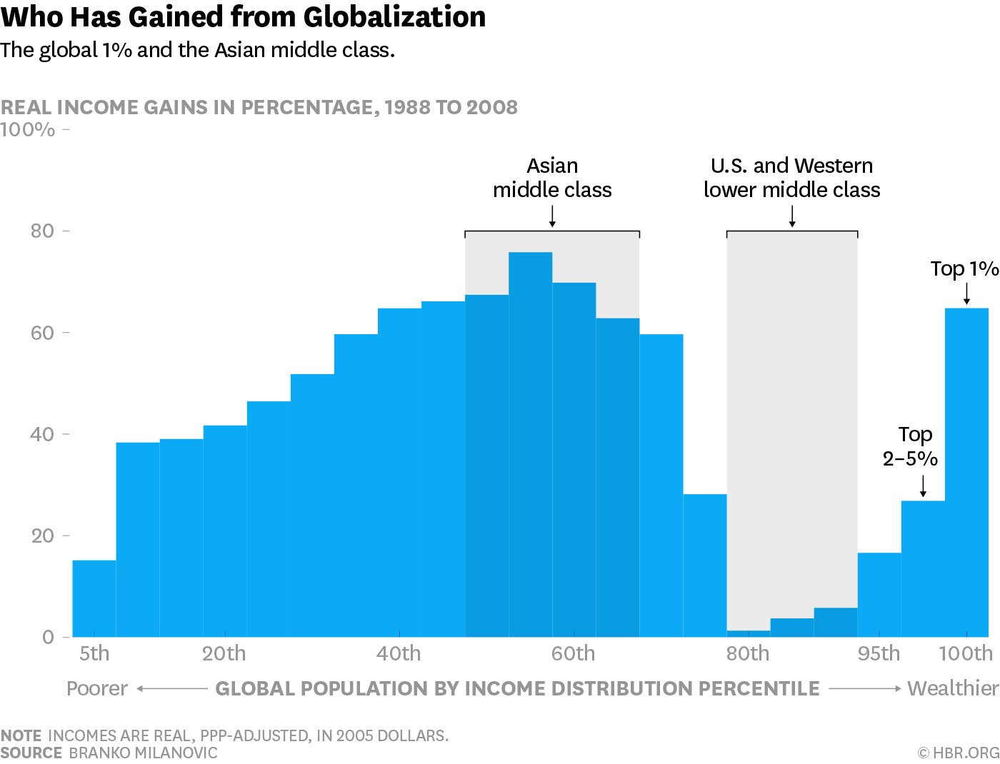 Who Has Gained from Globalization
The global 1% and the Asian middle class.
REAL INCOME GAINS IN PERCENTAGE, 1988 TO 2008
100%
Asian
middle class
U.S. and Western
lower middle class
80
Top 1%
60
Top
2–5%
40
20
0
5th 20th 40th 60th 80th 95th 100th
Poorer GLOBAL POPULATION BY INCOME DISTRIBUTION PERCENTILE Wealthier
NOTE INCOMES ARE REAL, PPP-ADJUSTED, IN 2005 DOLLARS.
SOURCE BRANKO MILANOVIC
© HBR.ORG